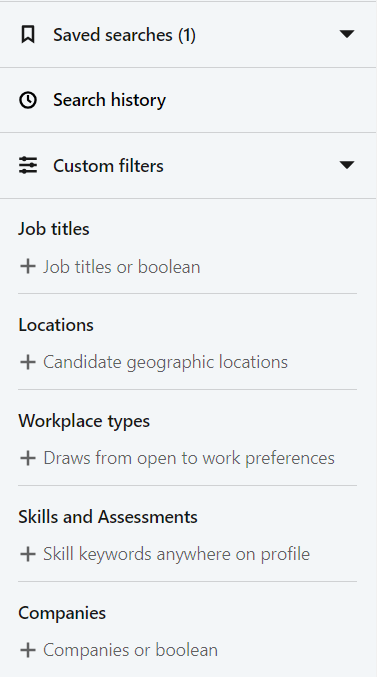 Saved searches (1)
Search history
Custom filters
Job titles
Job titles or boolean
Locations
Candidate geographic locations
Workplace types
Draws from open to work preferences
Skills and Assessments
Skill keywords anywhere on profile
Companies
Companies or boolean